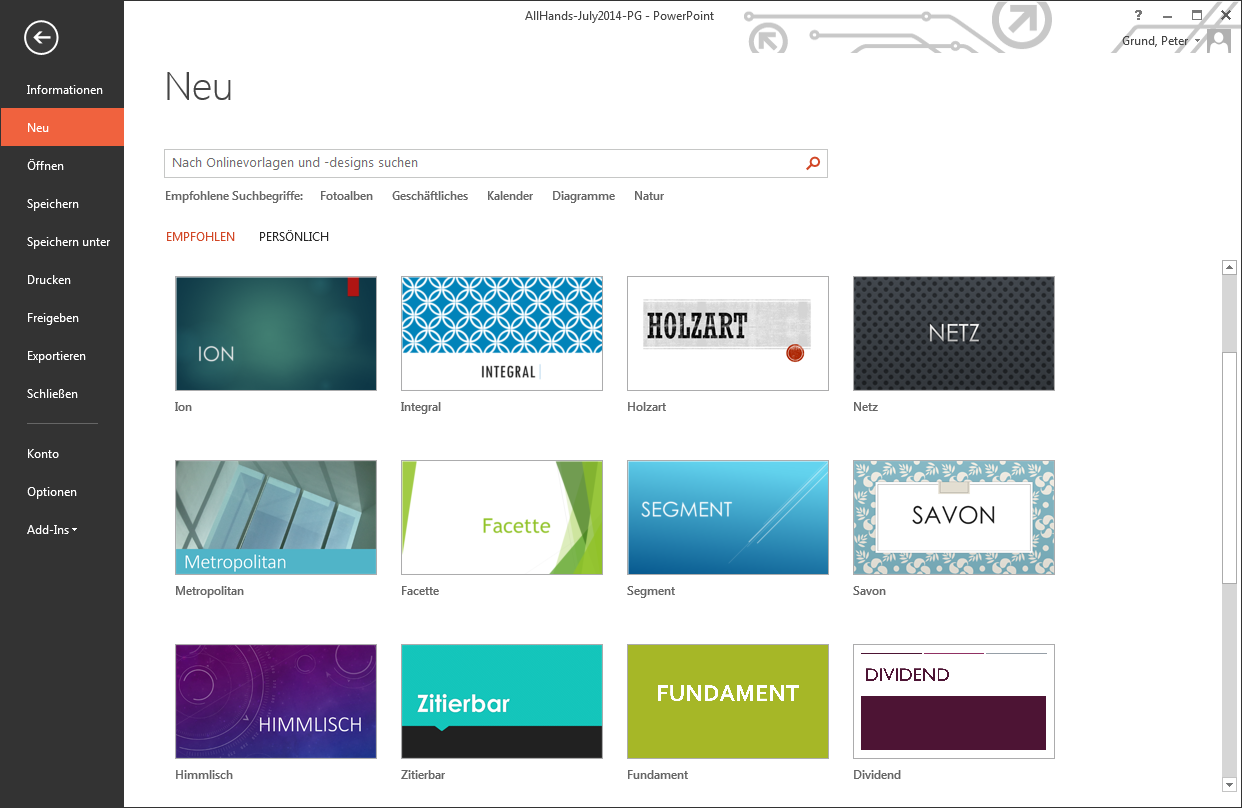 AllHands-July2014-PG - PowerPoint
?
Grund, Peter
Informationen
Neu
Öffnen
Speichern
Speichern unter
Drucken
Freigeben
Exportieren
Schließen
Konto
Optionen
Add-Ins
Neu
Nach Onlinevorlagen und -designs suchen
Empfohlene Suchbegriffe: Fotoalben Geschäftliches Kalender Diagramme Natur
EMPFOHLEN PERSÖNLICH
ION
INTEGRAL
HOLZART
NETZ
Ion
Integral
Holzart
Netz
Metropolitan
Facette
SEGMENT
SAVON
Metropolitan
Facette
Segment
Savon
HIMMLISCH
Zitierbar
FUNDAMENT
DIVIDEND
Himmlisch
Zitierbar
Fundament
Dividend